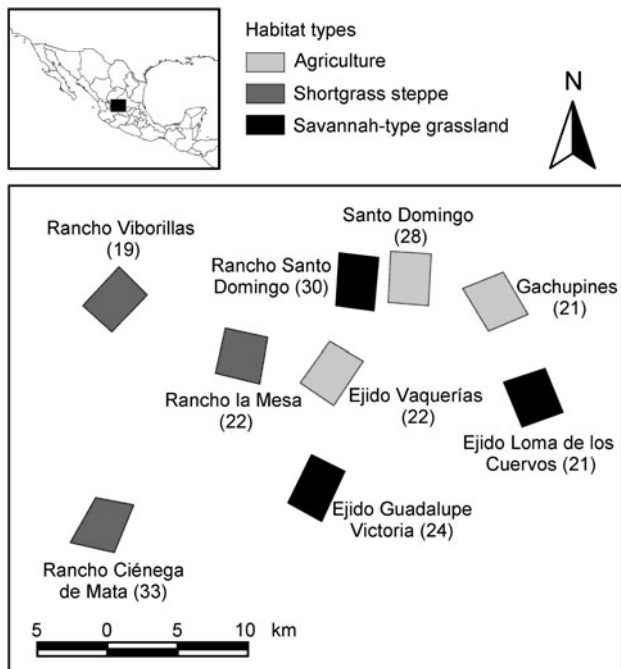 Habitat types
Agriculture
Shortgrass steppe
Savannah-type grassland
N
Rancho Viborillas
(19)
Santo Domingo
(28)
Rancho Santo
Domingo (30)
Gachupines
(21)
Rancho la Mesa
(22)
Ejido Vaquerías
(22)
Ejido Loma de los
Cuervos (21)
Ejido Guadalupe
Victoria (24)
Rancho Ciénega
de Mata (33)
5 0 5 10 km